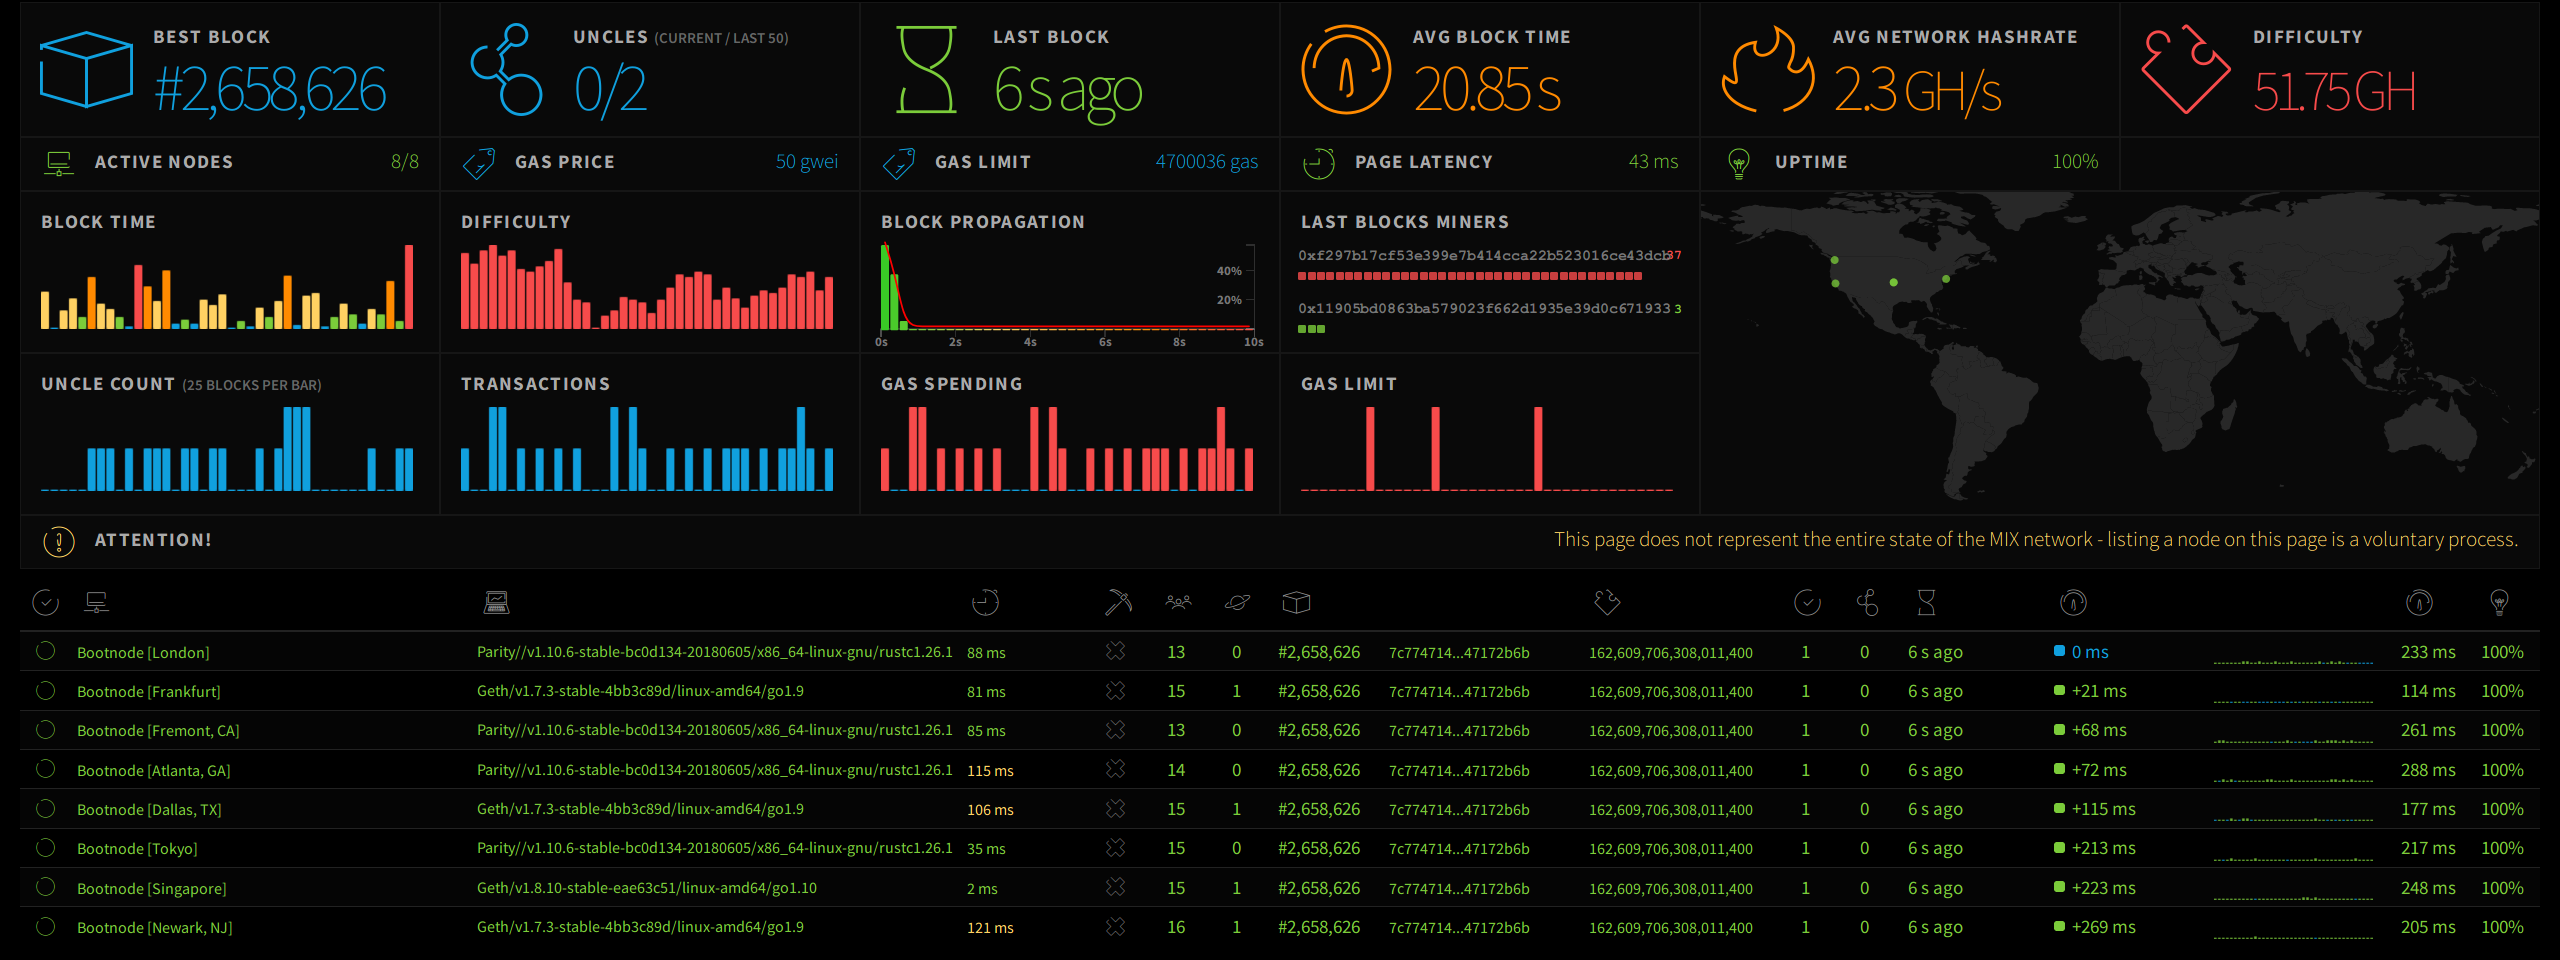 BEST BLOCK
#2,658,626
UNCLES (CURRENT / LAST 50)
0/2
LAST BLOCK
6 s ago
AVG BLOCK TIME
20.85 s
AVG NETWORK HASHRATE
2.3 GH/s
DIFFICULTY
51.75 GH
ACTIVE NODES 8/8
GAS PRICE 50 gwei
GAS LIMIT 4700036 gas
PAGE LATENCY 43 ms
UPTIME 100%
BLOCK TIME
DIFFICULTY
BLOCK PROPAGATION
40%
20%
0s 2s 4s 6s 8s 10s
LAST BLOCKS MINERS
0xf297b17cf53e399e7b414cca22b523016ce43dcb 37
0x11905bd0863ba579023f662d1935e39d0c671933 3
UNCLE COUNT (25 BLOCKS PER BAR)
TRANSACTIONS
GAS SPENDING
GAS LIMIT
ATTENTION! This page does not represent the entire state of the MIX network - listing a node on this page is a voluntary process.
Bootnode [London] Parity//v1.10.6-stable-bc0d134-20180605/x86_64-linux-gnu/rustc1.26.1 88 ms 13 0 #2,658,626 7c774714...47172b6b 162,609,706,308,011,400 1 0 6 s ago 0 ms 233 ms 100%
Bootnode [Frankfurt] Geth/v1.7.3-stable-4bb3c89d/linux-amd64/go1.9 81 ms 15 1 #2,658,626 7c774714...47172b6b 162,609,706,308,011,400 1 0 6 s ago +21 ms 114 ms 100%
Bootnode [Fremont, CA] Parity//v1.10.6-stable-bc0d134-20180605/x86_64-linux-gnu/rustc1.26.1 85 ms 13 0 #2,658,626 7c774714...47172b6b 162,609,706,308,011,400 1 0 6 s ago +68 ms 261 ms 100%
Bootnode [Atlanta, GA] Parity//v1.10.6-stable-bc0d134-20180605/x86_64-linux-gnu/rustc1.26.1 115 ms 14 0 #2,658,626 7c774714...47172b6b 162,609,706,308,011,400 1 0 6 s ago +72 ms 288 ms 100%
Bootnode [Dallas, TX] Geth/v1.7.3-stable-4bb3c89d/linux-amd64/go1.9 106 ms 15 1 #2,658,626 7c774714...47172b6b 162,609,706,308,011,400 1 0 6 s ago +115 ms 177 ms 100%
Bootnode [Tokyo] Parity//v1.10.6-stable-bc0d134-20180605/x86_64-linux-gnu/rustc1.26.1 35 ms 15 0 #2,658,626 7c774714...47172b6b 162,609,706,308,011,400 1 0 6 s ago +213 ms 217 ms 100%
Bootnode [Singapore] Geth/v1.8.10-stable-eae63c51/linux-amd64/go1.10 2 ms 15 1 #2,658,626 7c774714...47172b6b 162,609,706,308,011,400 1 0 6 s ago +223 ms 248 ms 100%
Bootnode [Newark, NJ] Geth/v1.7.3-stable-4bb3c89d/linux-amd64/go1.9 121 ms 16 1 #2,658,626 7c774714...47172b6b 162,609,706,308,011,400 1 0 6 s ago +269 ms 205 ms 100%